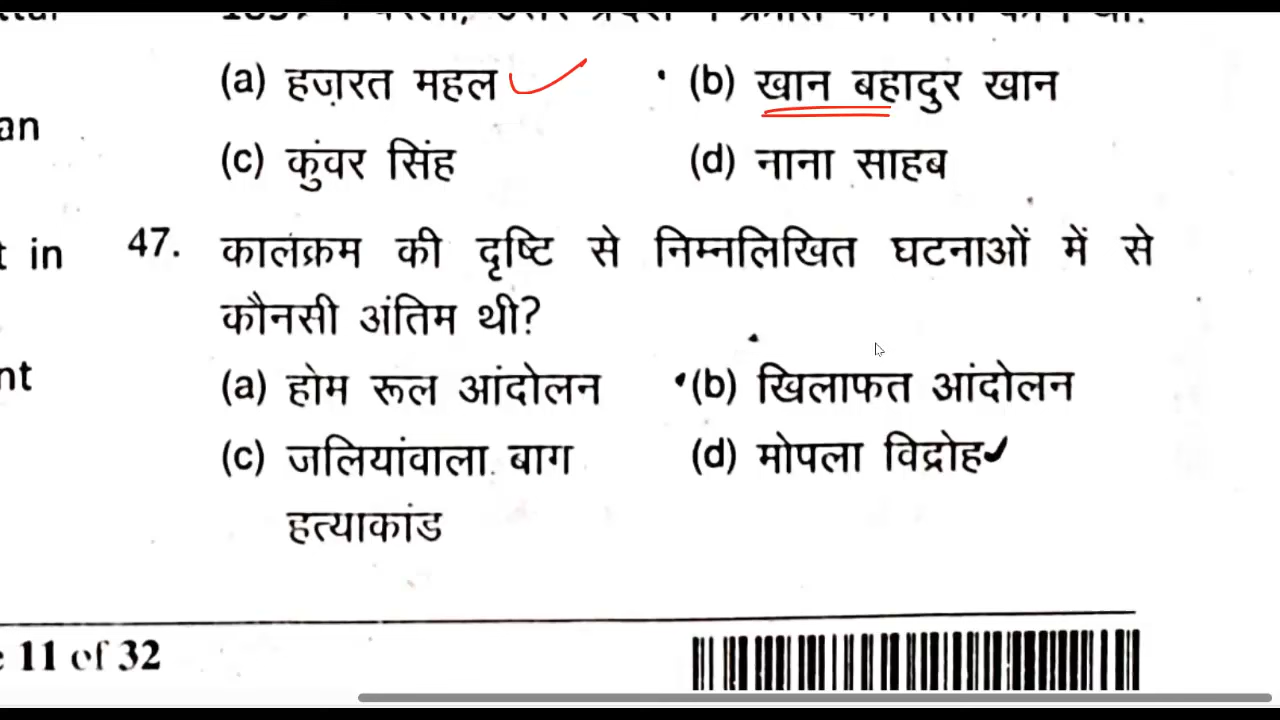 (a) हज़रत महल
(b) खान बहादुर खान
an
(c) कुंवर सिंह
(d) नाना साहब
t in
47. कालक्रम की दृष्टि से निम्नलिखित घटनाओं में से
कौनसी अंतिम थी?
nt
(a) होम रूल आंदोलन
(b) खिलाफत आंदोलन
(c) जलियांवाला बाग
(d) मोपला विद्रोह
हत्याकांड
11 of 32